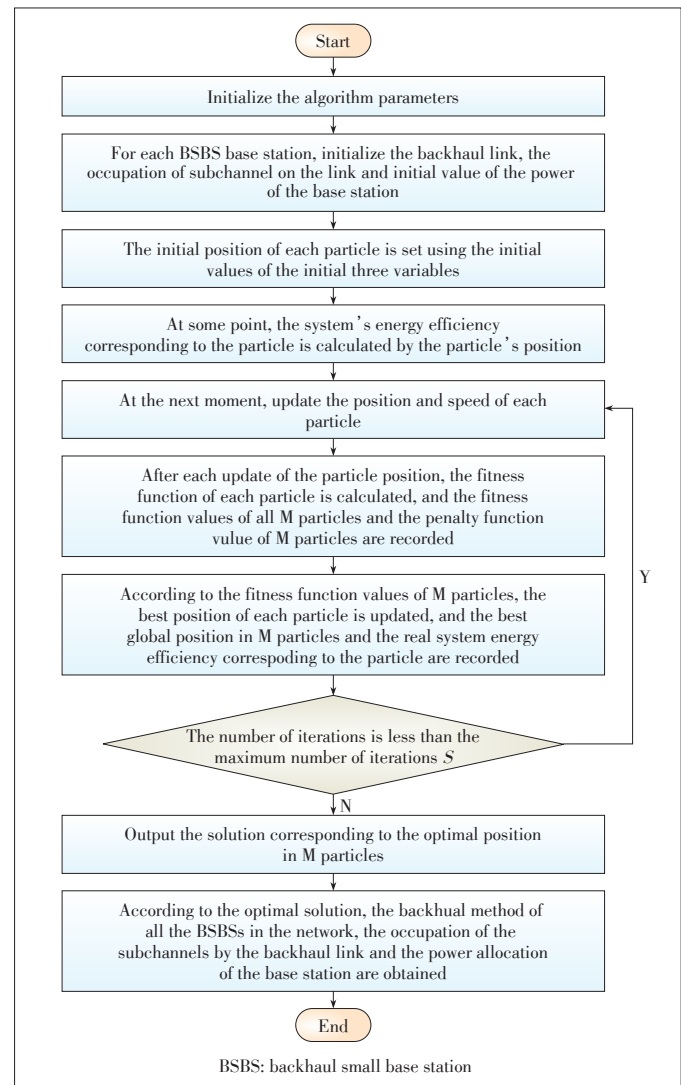 Start
Initialize the algorithm parameters
For each BSBS base station, initialize the backhaul link, the
occupation of subchannel on the link and initial value of the power
of the base station
The initial position of each particle is set using the initial
values of the initial three variables
At some point, the system's energy efficiency
corresponding to the particle is calculated by the particle's position
At the next moment, update the position and speed of each
particle
After each update of the particle position, the fitness
function of each particle is calculated, and the fitness
function values of all M particles and the penalty function
vulue of M particles are recorded
Y
According to the fitness function values of M particles, the
best position of each particle is updated, and the best
global position in M particles and the real system energy
efficiency correspoding to the particle are recorded
The number of iterations is less than the
maximum number of iterations S
N
Output the solution corresponding to the optimal position
in M particles
According to the optimal solution, the backhual method of
all the BSBSs in the network, the occupation of the
subchannels by the backhaul link and the power allocation
of the base station are obtained
End
BSBS: backhaul small base station